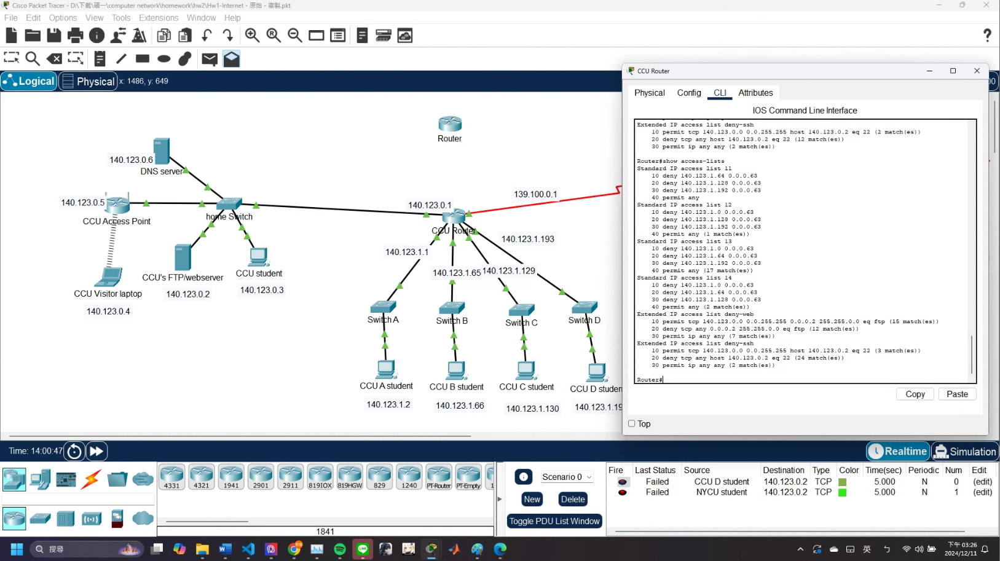 Cisco Packet Tracer - D:\下載\碩一\computer network\homework\hw2\Hw1-Internet - 原始 - 複製.pkt
File Edit Options View Tools Extensions Window Help
Logical Physical x: 1486, y: 649
Router
140.123.0.6
DNS server
140.123.0.5
CCU Access Point
home Switch
CCU's FTP/webserver
140.123.0.2
CCU student
140.123.0.3
CCU Visitor laptop
140.123.0.4
139.100.0.1
140.123.0.1
CCU Router
140.123.1.193
140.123.1.1
140.123.1.65
140.123.1.129
Switch A
Switch B
Switch C
Switch D
CCU A student
CCU B student
CCU C student
CCU D studen
140.123.1.2
140.123.1.66
140.123.1.130
140.123.1.19
CCU Router
Physical Config CLI Attributes
IOS Command Line Interface
Extended IP access list deny-ssh
10 permit tcp 140.123.0.0 0.0.255.255 host 140.123.0.2 eq 22 (2 match(es))
20 deny tcp any host 140.123.0.2 eq 22 (12 match(es))
30 permit ip any any (2 match(es))
Router#show access-lists
Standard IP access list 11
10 deny 140.123.1.64 0.0.0.63
20 deny 140.123.1.128 0.0.0.63
30 deny 140.123.1.192 0.0.0.63
40 permit any
Standard IP access list 12
10 deny 140.123.1.0 0.0.0.63
20 deny 140.123.1.128 0.0.0.63
30 deny 140.123.1.192 0.0.0.63
40 permit any (1 match(es))
Standard IP access list 13
10 deny 140.123.1.0 0.0.0.63
20 deny 140.123.1.64 0.0.0.63
30 deny 140.123.1.192 0.0.0.63
40 permit any (17 match(es))
Standard IP access list 14
10 deny 140.123.1.0 0.0.0.63
20 deny 140.123.1.64 0.0.0.63
30 deny 140.123.1.128 0.0.0.63
40 permit any (2 match(es))
Extended IP access list deny-web
10 permit tcp 140.123.0.0 0.0.255.255 0.0.0.2 255.255.0.0 eq ftp (15 match(es))
20 deny tcp any 0.0.0.2 255.255.0.0 eq ftp (12 match(es))
30 permit ip any any (7 match(es))
Extended IP access list deny-ssh
10 permit tcp 140.123.0.0 0.0.255.255 host 140.123.0.2 eq 22 (3 match(es))
20 deny tcp any host 140.123.0.2 eq 22 (24 match(es))
30 permit ip any any (2 match(es))
Router#
Copy Paste
Top
Time: 14:00:47
Realtime Simulation
4331 4321 1941 2901 2911 819IOX 819HGW 829 1240 PT-Router PT-Empty
1841
Scenario 0
New Delete
Toggle PDU List Window
Fire Last Status Source Destination Type Color Time(sec) Periodic Num Edit
Failed CCU D student 140.123.0.2 TCP 5.000 N 0 (edit)
Failed NYCU student 140.123.0.2 TCP 5.000 N 1 (edit)
搜尋
英
下午 03:26
2024/12/11